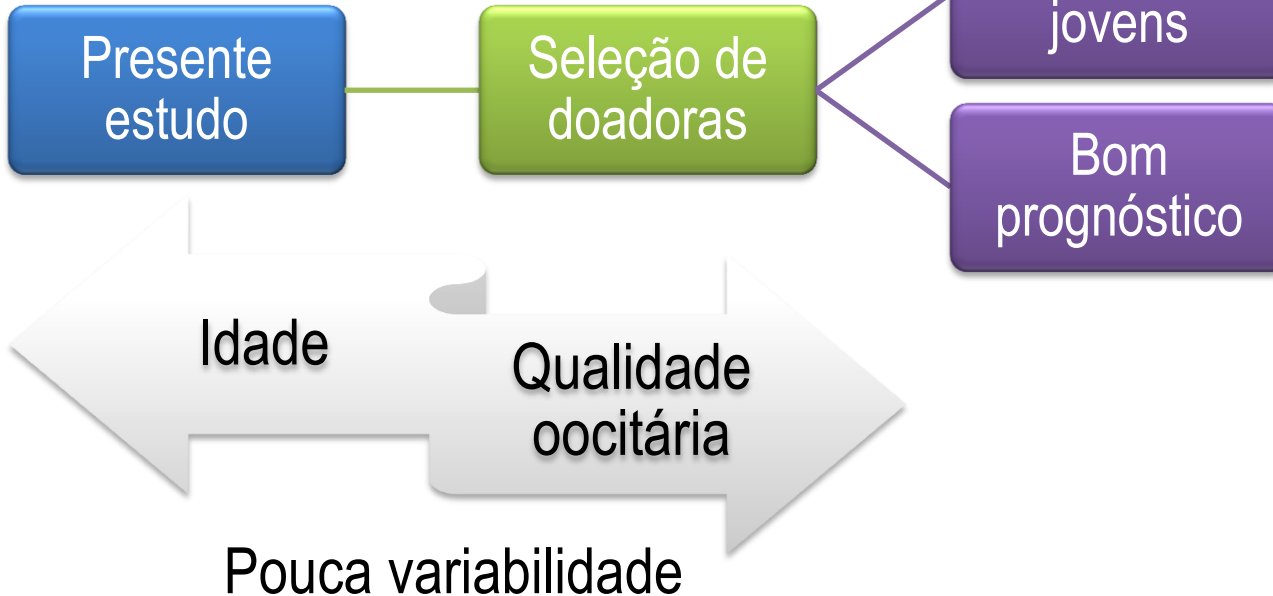 Presente
estudo
Seleção de
doadoras
jovens
Bom
prognóstico
Idade
Qualidade
oocitária
Pouca variabilidade